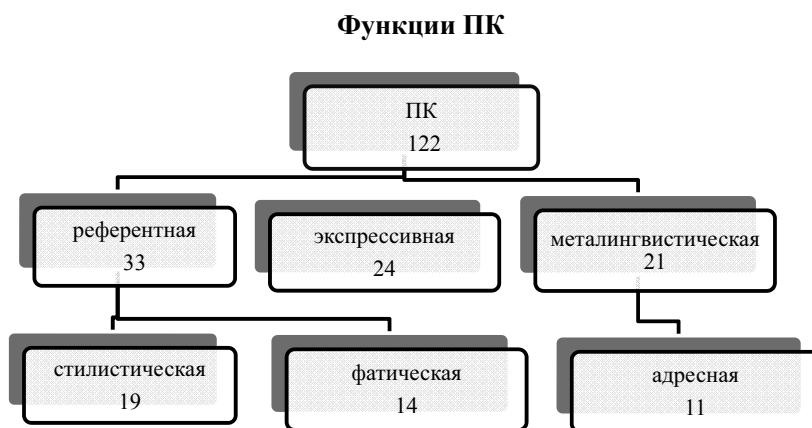 Функции ПК
ПК
122
референтная
33
экспрессивная
24
металингвистическая
21
стилистическая
19
фатическая
14
адресная
11